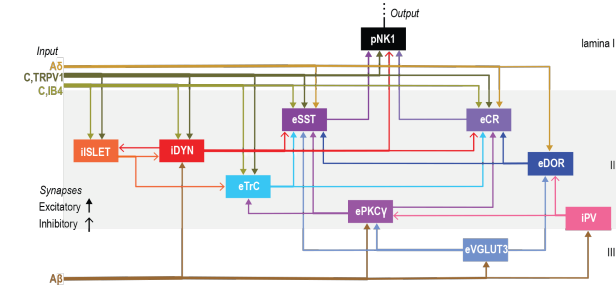 Output
pNK1
lamina I
Input
Aδ
C,TRPV1
C,IB4
eSST
eCR
iISLET
iDYN
eDOR
II
eTrC
Synapses
Excitatory
Inhibitory
ePKCγ
iPV
eVGLUT3
III
Aβ